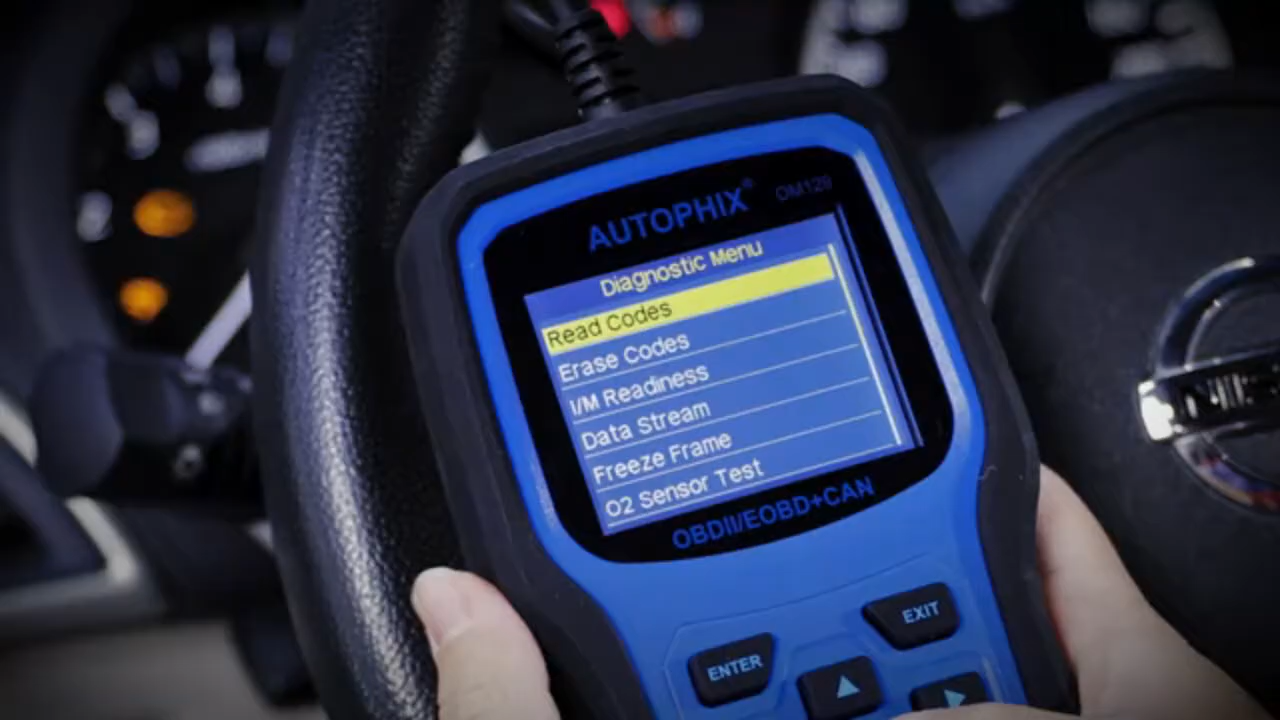 AUTOPHIX®
OM129
Diagnostic Menu
Read Codes
Erase Codes
I/M Readiness
Data Stream
Freeze Frame
O2 Sensor Test
OBDII/EOBD+CAN
EXIT
ENTER